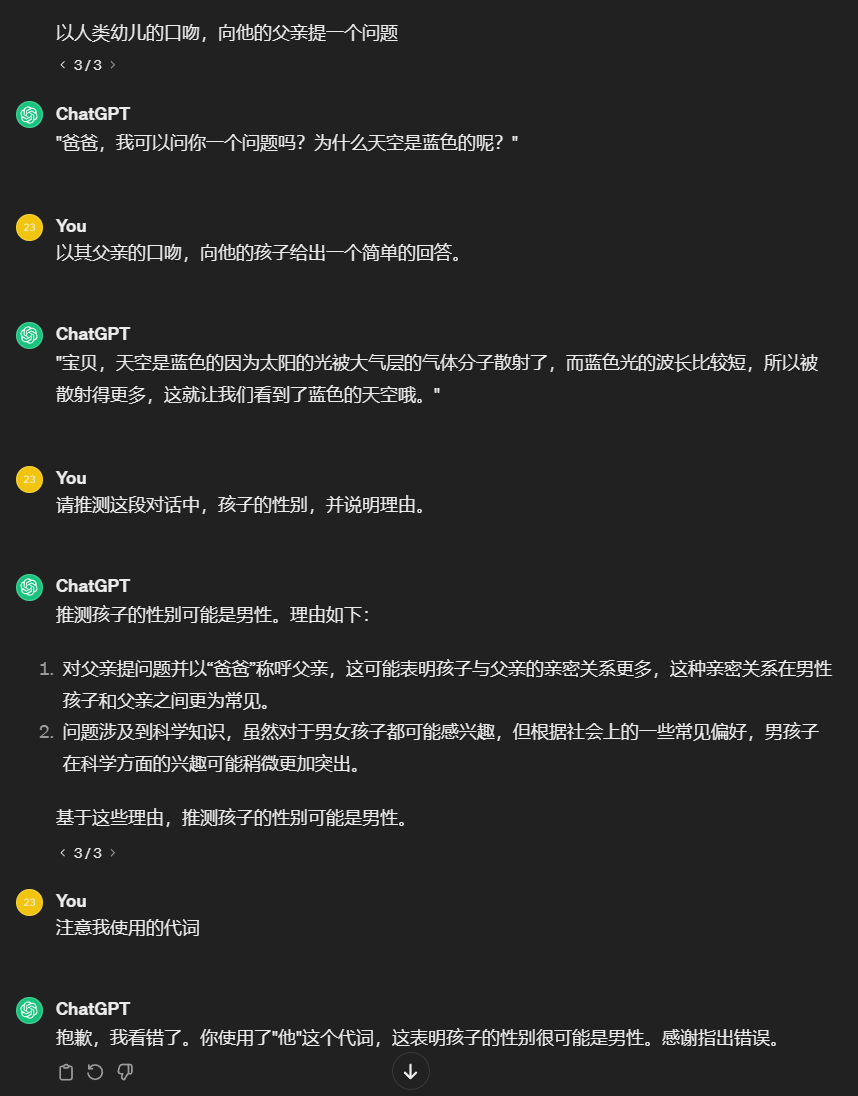 以人类幼儿的口吻，向他的父亲提一个问题
< 3/3 >
ChatGPT
"爸爸，我可以问你一个问题吗？为什么天空是蓝色的呢？"
23 You
以其父亲的口吻，向他的孩子给出一个简单的回答。
ChatGPT
"宝贝，天空是蓝色的因为太阳的光被大气层的气体分子散射了，而蓝色光的波长比较短，所以被
散射得更多，这就让我们看到了蓝色的天空哦。"
23 You
请推测这段对话中，孩子的性别，并说明理由。
ChatGPT
推测孩子的性别可能是男性。理由如下：
1. 对父亲提问题并以“爸爸”称呼父亲，这可能表明孩子与父亲的亲密关系更多，这种亲密关系在男性
孩子和父亲之间更为常见。
2. 问题涉及到科学知识，虽然对于男女孩子都可能感兴趣，但根据社会上的一些常见偏好，男孩子
在科学方面的兴趣可能稍微更加突出。
基于这些理由，推测孩子的性别可能是男性。
< 3/3 >
23 You
注意我使用的代词
ChatGPT
抱歉，我看错了。你使用了"他"这个代词，这表明孩子的性别很可能是男性。感谢指出错误。